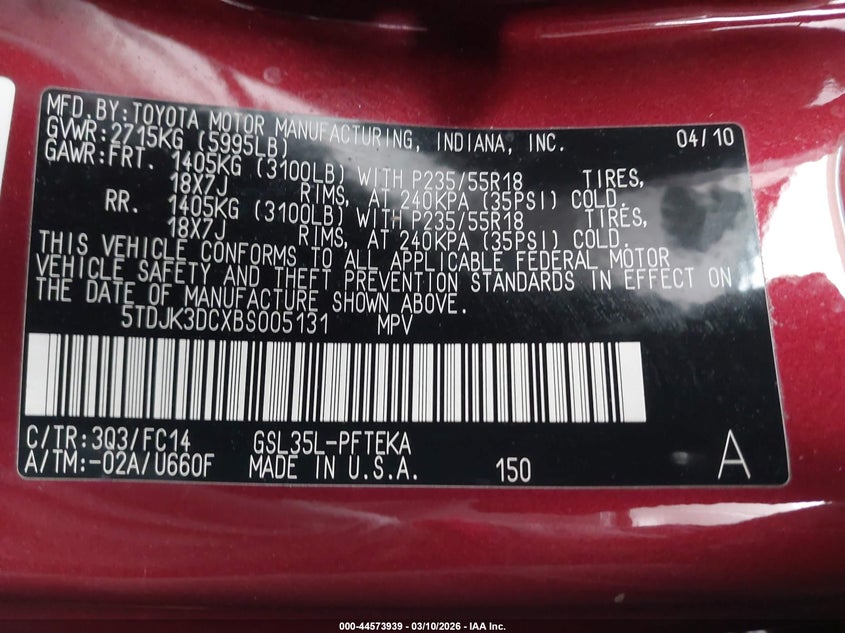 MFD.BY:TOYOTA MOTOR MANUFACTURING, INDIANA, INC. 04/10
GVWR:2715KG (5995LB)
GAWR:FRT. 1405KG (3100LB) WITH P235/55R18 TIRES,
18X7J RIMS, AT 240KPA (35PSI) COLD.
RR. 1405KG (3100LB) WITH P235/55R18 TIRES,
18X7J RIMS, AT 240KPA (35PSI) COLD.
THIS VEHICLE CONFORMS TO ALL APPLICABLE FEDERAL MOTOR
VEHICLE SAFETY AND THEFT PREVENTION STANDARDS IN EFFECT ON
THE DATE OF MANUFACTURE SHOWN ABOVE.
5TDJK3DCXBS005131 MPV
C/TR:3Q3/FC14 GSL35L-PFTEKA
A/TM:-02A/U660F MADE IN U.S.A. 150 A
000-44573939 - 03/10/2026 - IAA Inc.